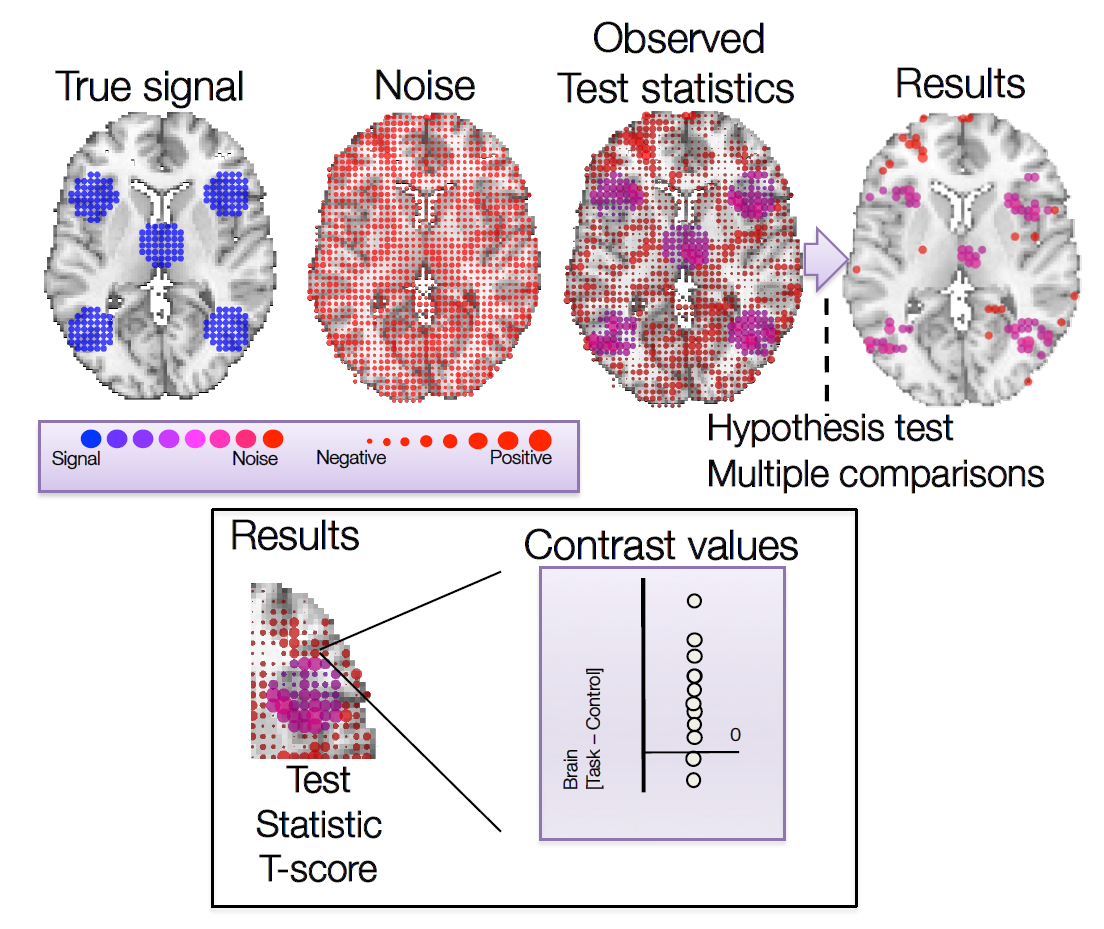 True signal
Noise
Observed
Test statistics
Results
Signal
Noise
Negative
Positive
Hypothesis test
Multiple comparisons
Results
Contrast values
Brain
[Task – Control]
0
Test
Statistic
T-score